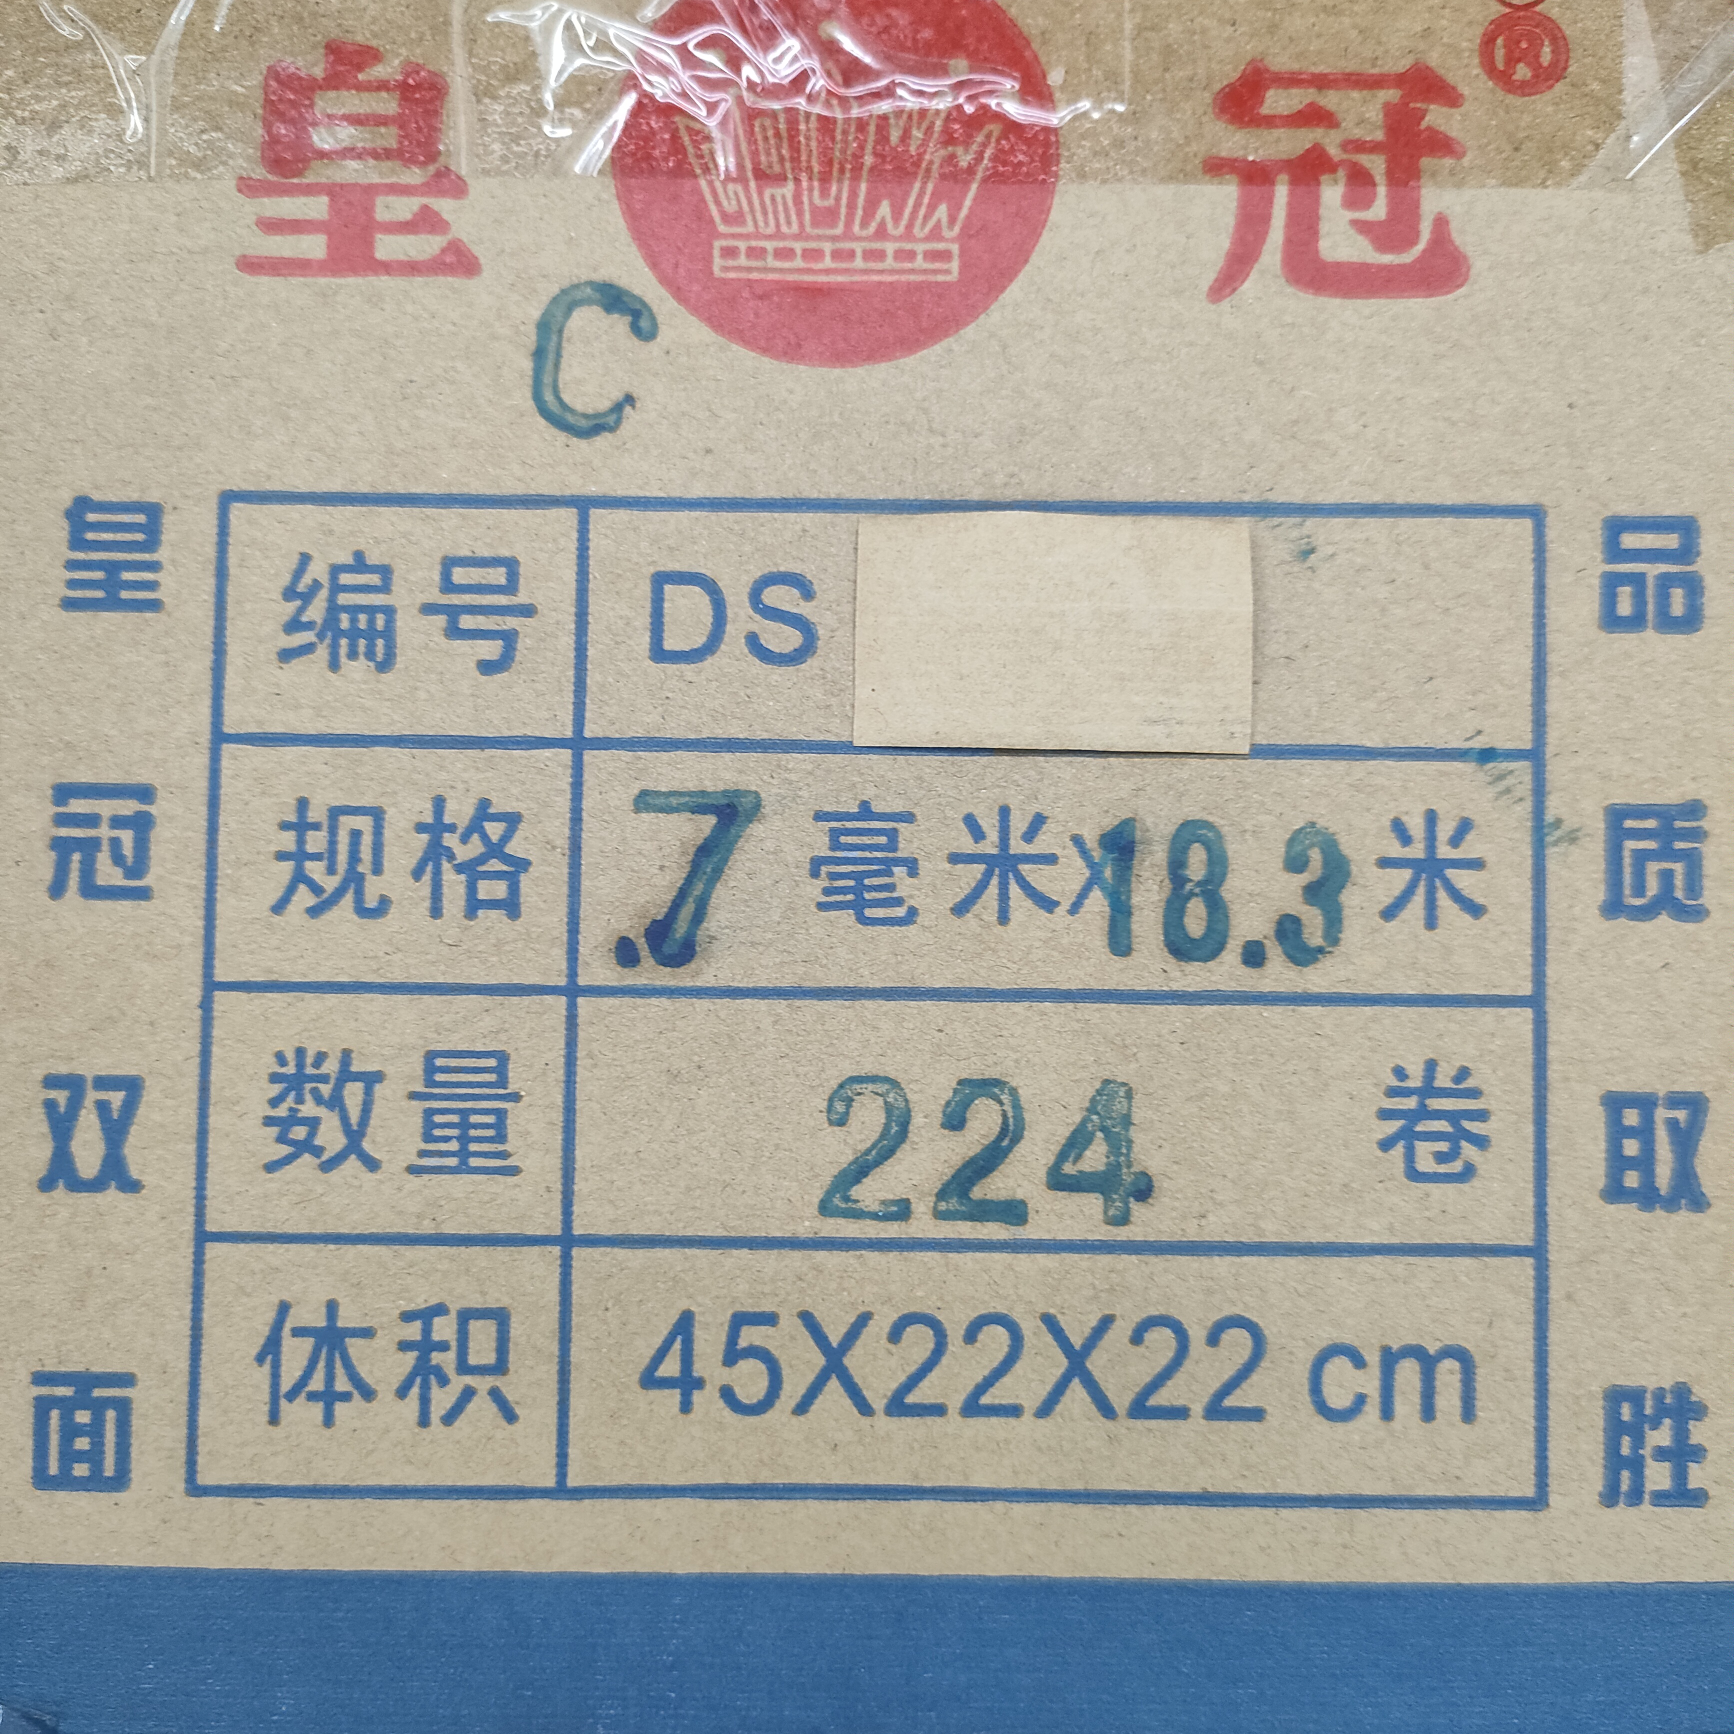 皇 CROWN 冠®
C
皇冠双面
编号 DS
规格 .7毫米X18.3米
数量 224 卷
体积 45X22X22 cm
品质取胜